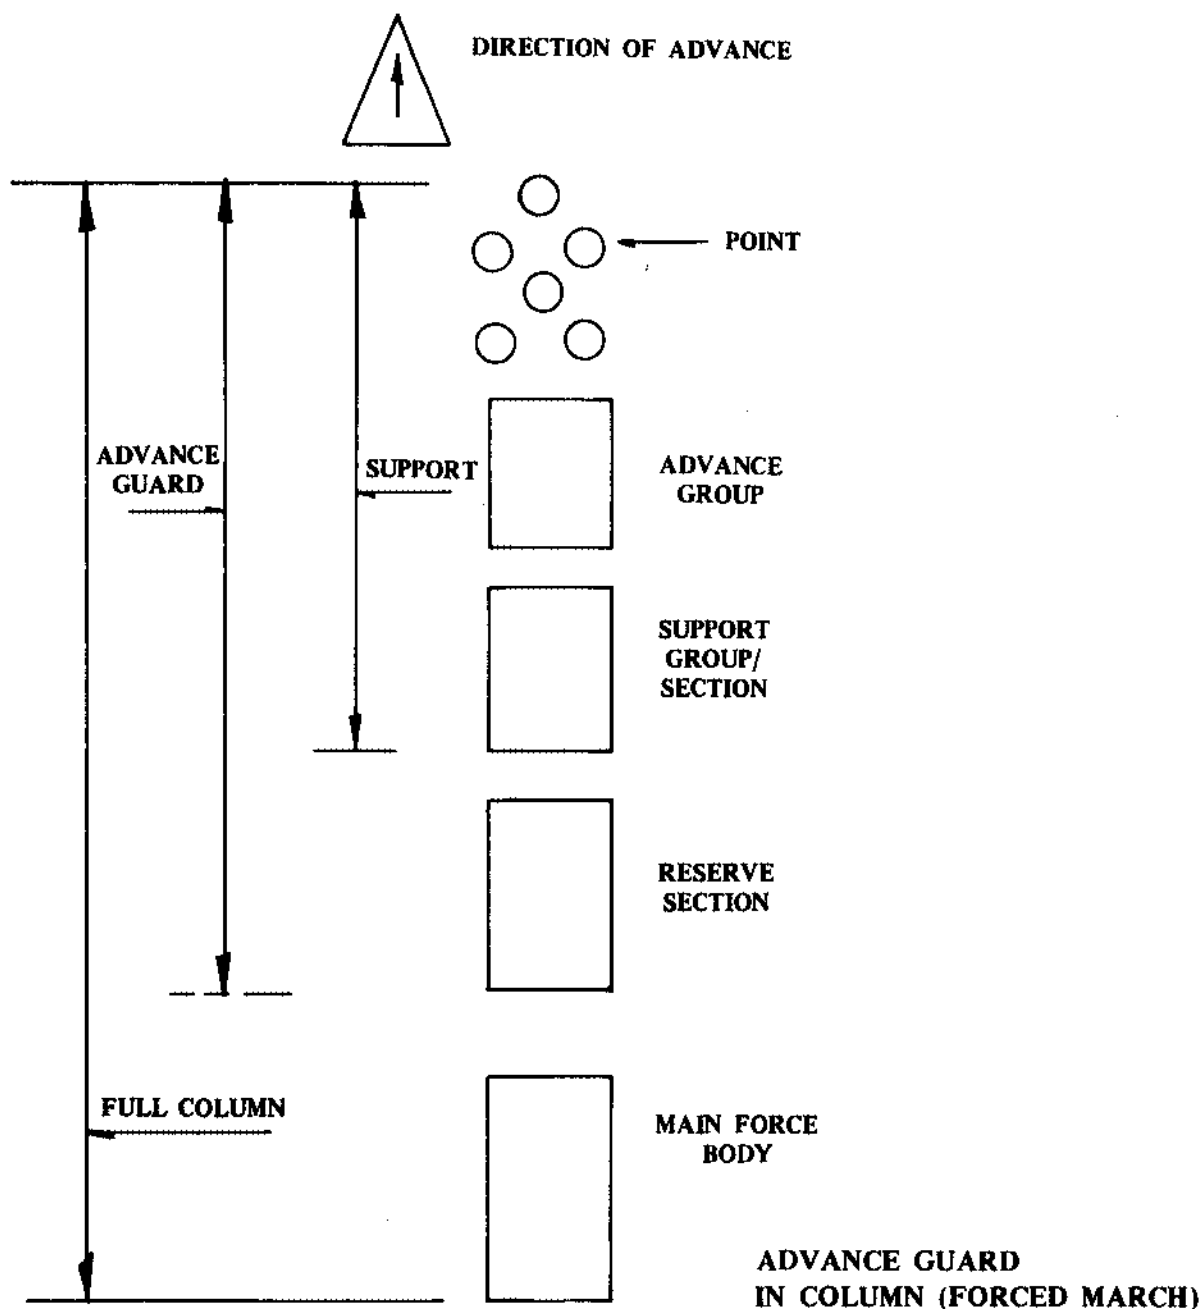 DIRECTION OF ADVANCE
POINT
ADVANCE
GUARD
SUPPORT
ADVANCE
GROUP
SUPPORT
GROUP/
SECTION
RESERVE
SECTION
FULL COLUMN
MAIN FORCE
BODY
ADVANCE GUARD
IN COLUMN (FORCED MARCH)